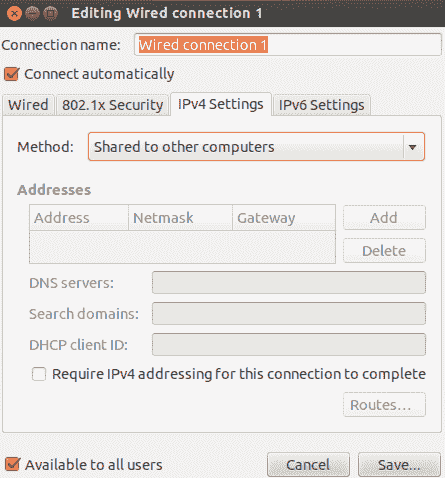 Editing Wired connection 1
Connection name: Wired connection 1
Connect automatically
Wired 802.1x Security IPv4 Settings IPv6 Settings
Method: Shared to other computers
Addresses
Address Netmask Gateway Add
Delete
DNS servers:
Search domains:
DHCP client ID:
Require IPv4 addressing for this connection to complete
Routes...
Available to all users Cancel Save...